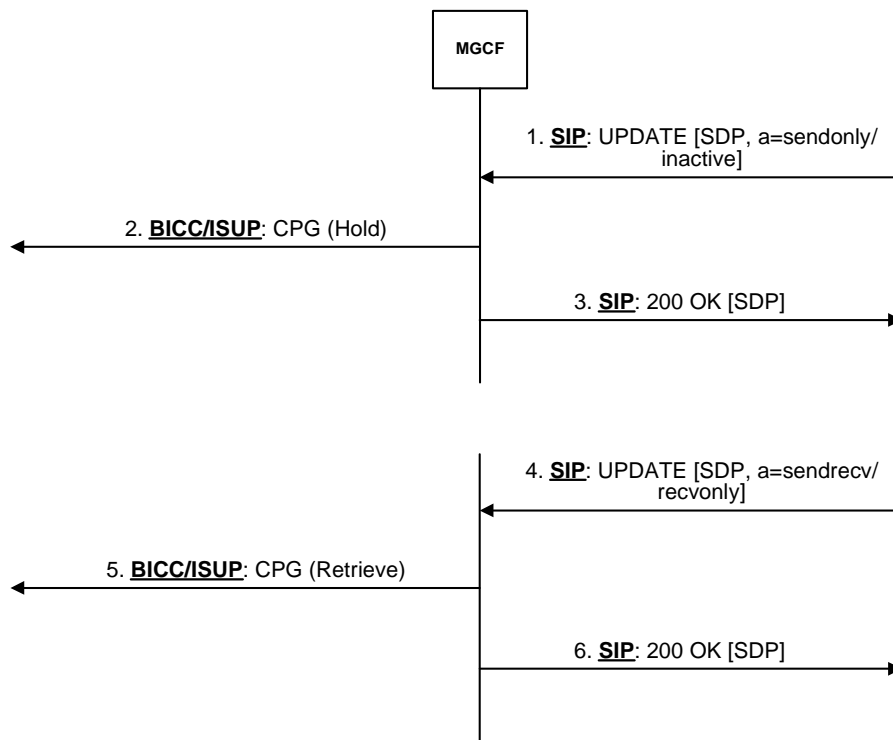 MGCF
1. SIP: UPDATE [SDP, a=sendonly/
inactive]
2. BICC/ISUP: CPG (Hold)
3. SIP: 200 OK [SDP]
4. SIP: UPDATE [SDP, a=sendrecv/
recvonly]
5. BICC/ISUP: CPG (Retrieve)
6. SIP: 200 OK [SDP]